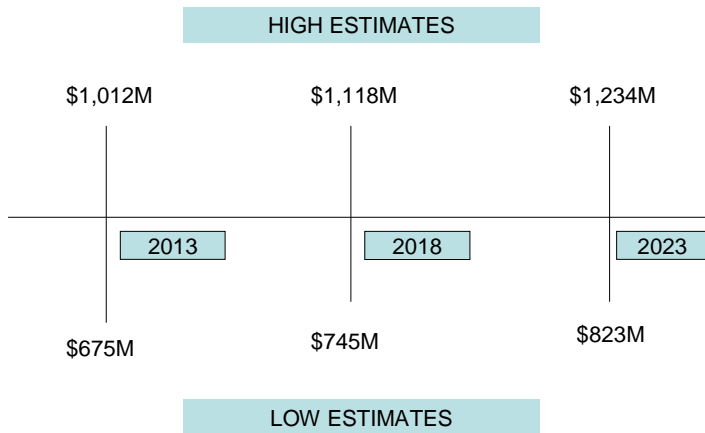 HIGH ESTIMATES
$1,012M $1,118M $1,234M
2013 2018 2023
$675M $745M $823M
LOW ESTIMATES